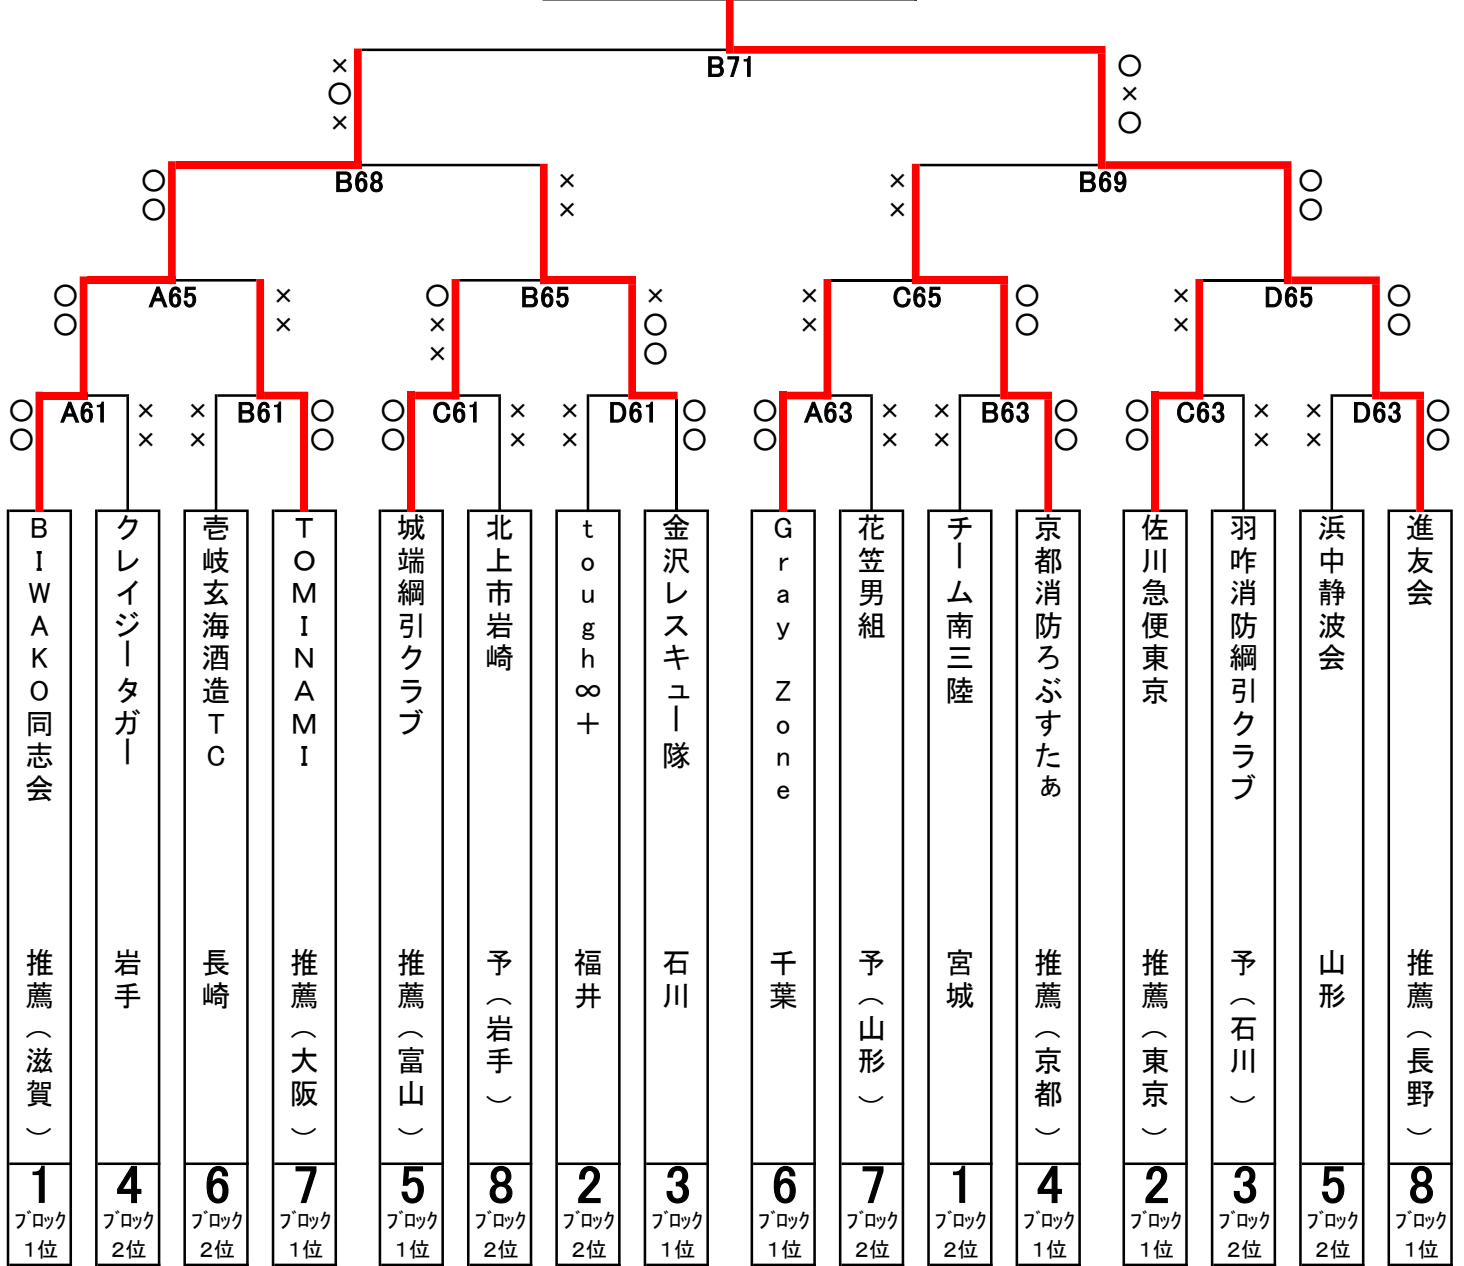 B71
×
○
×
○
×
○
B68
B69
○
○
×
×
×
×
○
○
A65
B65
C65
D65
○
○
×
×
○
×
×
×
○
○
×
×
○
○
×
×
○
○
A61
B61
C61
D61
A63
B63
C63
D63
○
○
×
×
×
×
○
○
○
○
×
×
×
×
○
○
○
○
×
×
×
×
○
○
○
○
×
×
×
×
○
○
BIWAKO同志会 推薦(滋賀)
クレイジータガー 岩手
壱岐玄海酒造TC 長崎
TOMINAMI 推薦(大阪)
城端綱引クラブ 推薦(富山)
北上市岩崎 予(岩手)
tough∞+ 福井
金沢レスキュー隊 石川
Gray Zone 千葉
花笠男組 予(山形)
チーム南三陸 宮城
京都消防ろぶすたぁ 推薦(京都)
佐川急便東京 推薦(東京)
羽咋消防綱引クラブ 予(石川)
浜中静波会 山形
進友会 推薦(長野)
1 4 6 7 5 8 2 3 6 7 1 4 2 3 5 8
ブロック ブロック ブロック ブロック ブロック ブロック ブロック ブロック ブロック ブロック ブロック ブロック ブロック ブロック ブロック ブロック
1位 2位 2位 1位 1位 2位 2位 1位 1位 2位 2位 1位 1位 2位 2位 1位